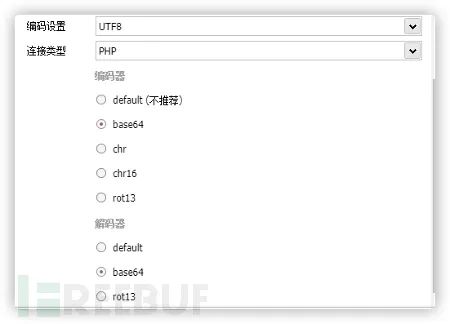 编码设置 UTF8
连接类型 PHP
编码器
default (不推荐)
base64
chr
chr16
rot13
解码器
default
base64
rot13
FREEBUF